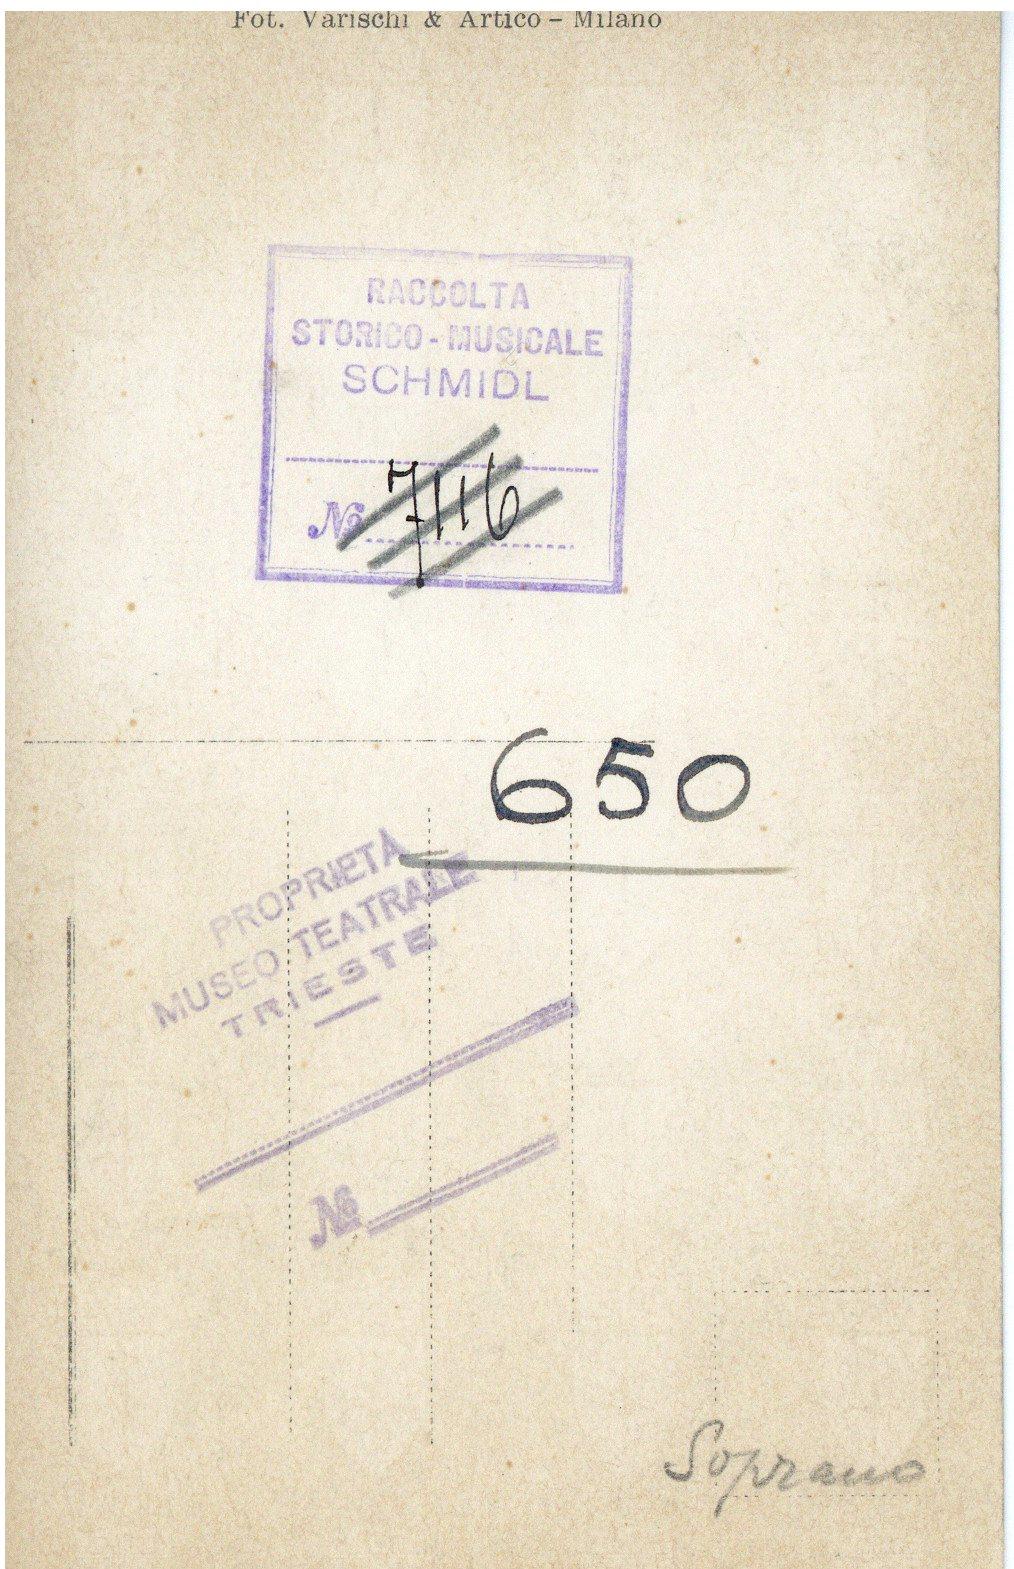 Fot. Varischi & Artico – Milano
RACCOLTA
STORICO - MUSICALE
SCHMIDL
№ 7116
650
PROPRIETÀ
MUSEO TEATRALE
TRIESTE
№
Soprano